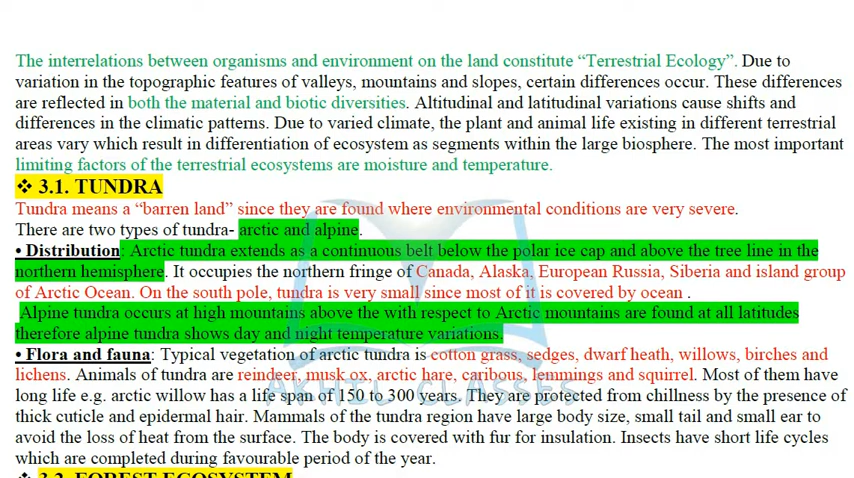 The interrelations between organisms and environment on the land constitute “Terrestrial Ecology”. Due to
variation in the topographic features of valleys, mountains and slopes, certain differences occur. These differences
are reflected in both the material and biotic diversities. Altitudinal and latitudinal variations cause shifts and
differences in the climatic patterns. Due to varied climate, the plant and animal life existing in different terrestrial
areas vary which result in differentiation of ecosystem as segments within the large biosphere. The most important
limiting factors of the terrestrial ecosystems are moisture and temperature.
❖ 3.1. TUNDRA
Tundra means a “barren land” since they are found where environmental conditions are very severe.
There are two types of tundra- arctic and alpine.
• Distribution: Arctic tundra extends as a continuous belt below the polar ice cap and above the tree line in the
northern hemisphere. It occupies the northern fringe of Canada, Alaska, European Russia, Siberia and island group
of Arctic Ocean. On the south pole, tundra is very small since most of it is covered by ocean .
Alpine tundra occurs at high mountains above the with respect to Arctic mountains are found at all latitudes
therefore alpine tundra shows day and night temperature variations.
• Flora and fauna: Typical vegetation of arctic tundra is cotton grass, sedges, dwarf heath, willows, birches and
lichens. Animals of tundra are reindeer, musk ox, arctic hare, caribous, lemmings and squirrel. Most of them have
long life e.g. arctic willow has a life span of 150 to 300 years. They are protected from chillness by the presence of
AKHIL CLASSES
thick cuticle and epidermal hair. Mammals of the tundra region have large body size, small tail and small ear to
avoid the loss of heat from the surface. The body is covered with fur for insulation. Insects have short life cycles
which are completed during favourable period of the year.
❖ 3.2. FOREST ECOSYSTEM